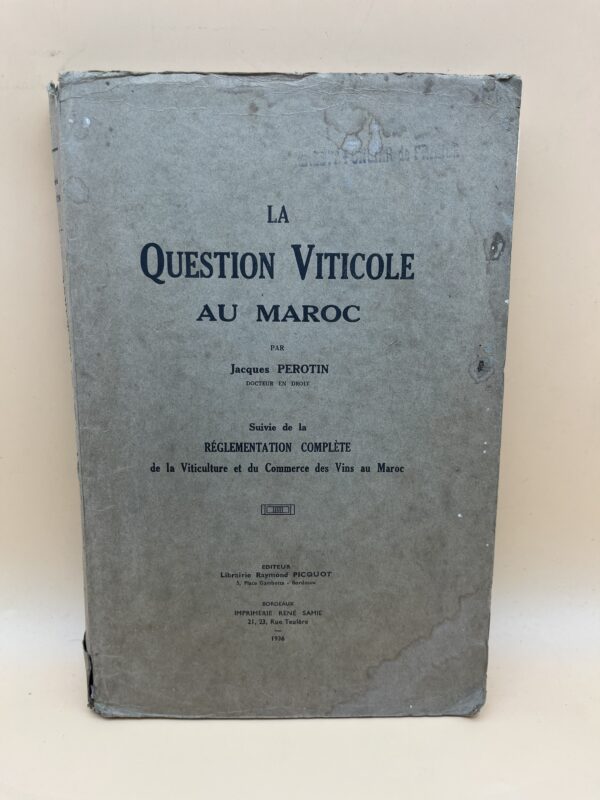 LA
QUESTION VITICOLE
AU MAROC
PAR
Jacques PEROTIN
DOCTEUR EN DROIT
Suivie de la
RÉGLEMENTATION COMPLÈTE
de la Viticulture et du Commerce des Vins au Maroc
EDITEUR
Librairie Raymond PICQUOT
5, Place Gambetta - Bordeaux
BORDEAUX
IMPRIMERIE RENÉ SAMIE
21, 23, Rue Teulère
1936